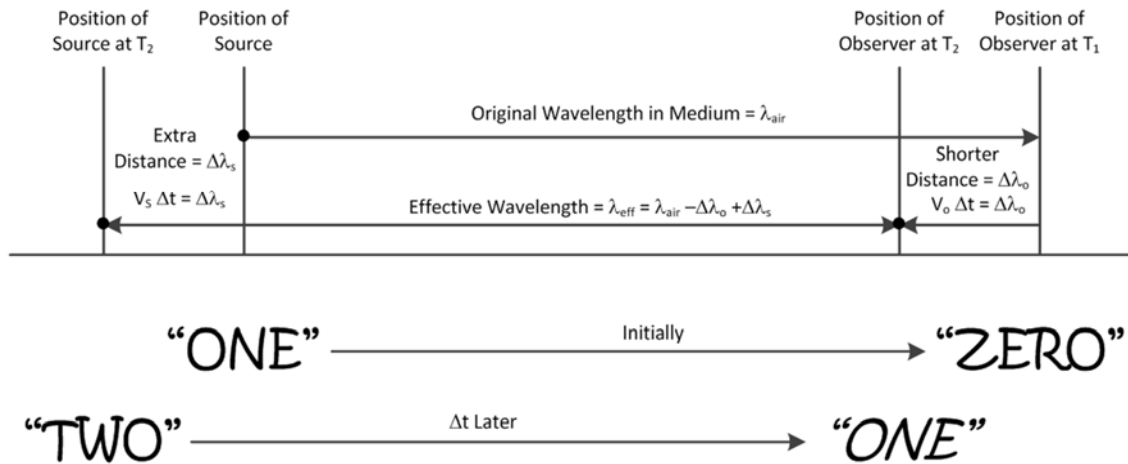 Position of
Source at T₂
Position of
Source
Position of
Observer at T₂
Position of
Observer at T₁
Original Wavelength in Medium = λair
Extra
Distance = Δλs
Vs Δt = Δλs
Shorter
Distance = Δλo
Vo Δt = Δλo
Effective Wavelength = λeff = λair −Δλo +Δλs
“ONE”
Initially
“ZERO”
“TWO”
Δt Later
“ONE”